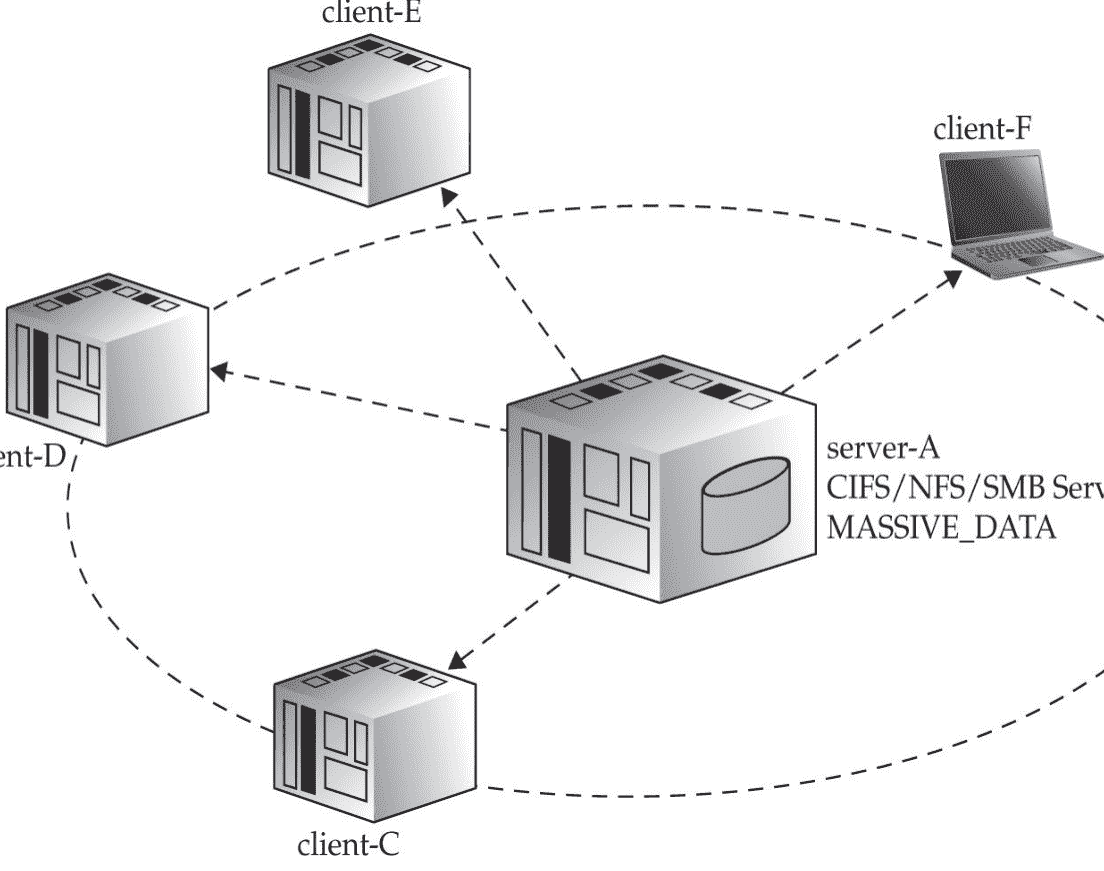 client-E
client-F
ent-D
server-A
CIFS/NFS/SMB Serv
MASSIVE_DATA
client-C